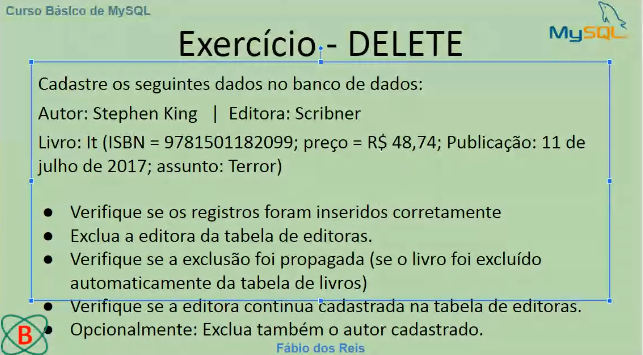 Curso Básico de MySQL
Exercício - DELETE
MySQL
Cadastre os seguintes dados no banco de dados:
Autor: Stephen King | Editora: Scribner
Livro: It (ISBN = 9781501182099; preço = R$ 48,74; Publicação: 11 de
julho de 2017; assunto: Terror)
● Verifique se os registros foram inseridos corretamente
● Exclua a editora da tabela de editoras.
● Verifique se a exclusão foi propagada (se o livro foi excluído
automaticamente da tabela de livros)
● Verifique se a editora continua cadastrada na tabela de editoras.
● Opcionalmente: Exclua também o autor cadastrado.
B
Fábio dos Reis